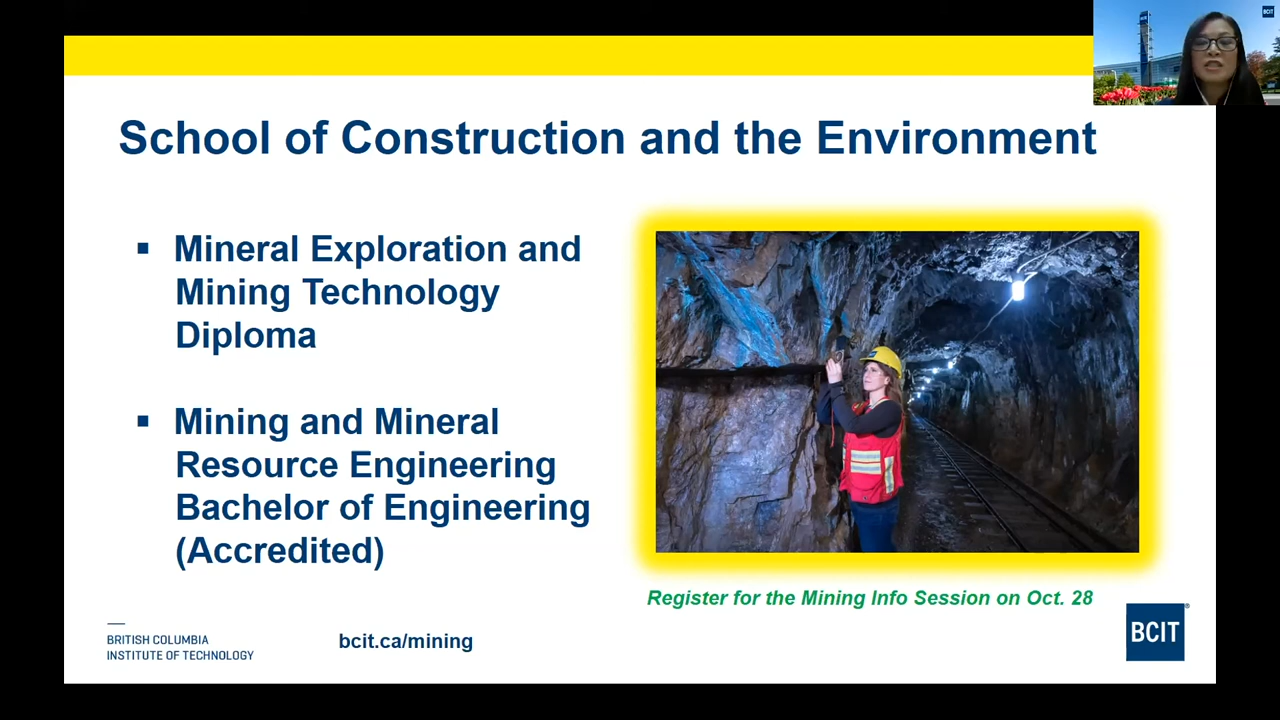 BCIT
School of Construction and the Environment
▪ Mineral Exploration and
Mining Technology
Diploma
▪ Mining and Mineral
Resource Engineering
Bachelor of Engineering
(Accredited)
Register for the Mining Info Session on Oct. 28
BRITISH COLUMBIA
INSTITUTE OF TECHNOLOGY
bcit.ca/mining
BCIT®